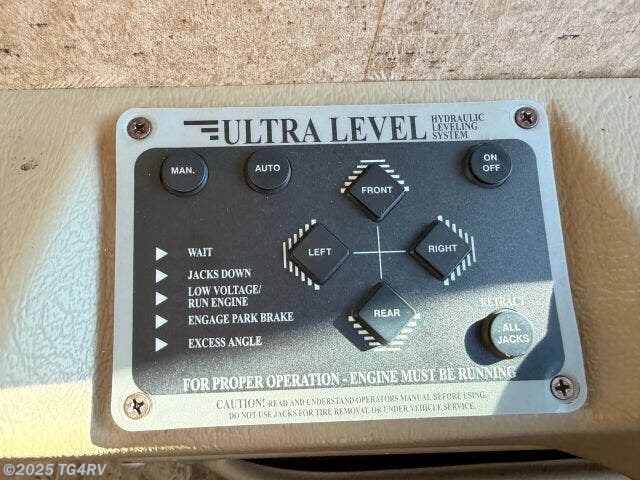 ULTRA LEVEL HYDRAULIC
LEVELING
SYSTEM
MAN. AUTO ON
OFF
FRONT
LEFT RIGHT
REAR
WAIT
JACKS DOWN
LOW VOLTAGE/
RUN ENGINE
ENGAGE PARK BRAKE
EXCESS ANGLE
RETRACT
ALL
JACKS
FOR PROPER OPERATION - ENGINE MUST BE RUNNING
CAUTION! READ AND UNDERSTAND OPERATORS MANUAL BEFORE USING.
DO NOT USE JACKS FOR TIRE REMOVAL OR UNDER VEHICLE SERVICE.
©2025 TG4RV